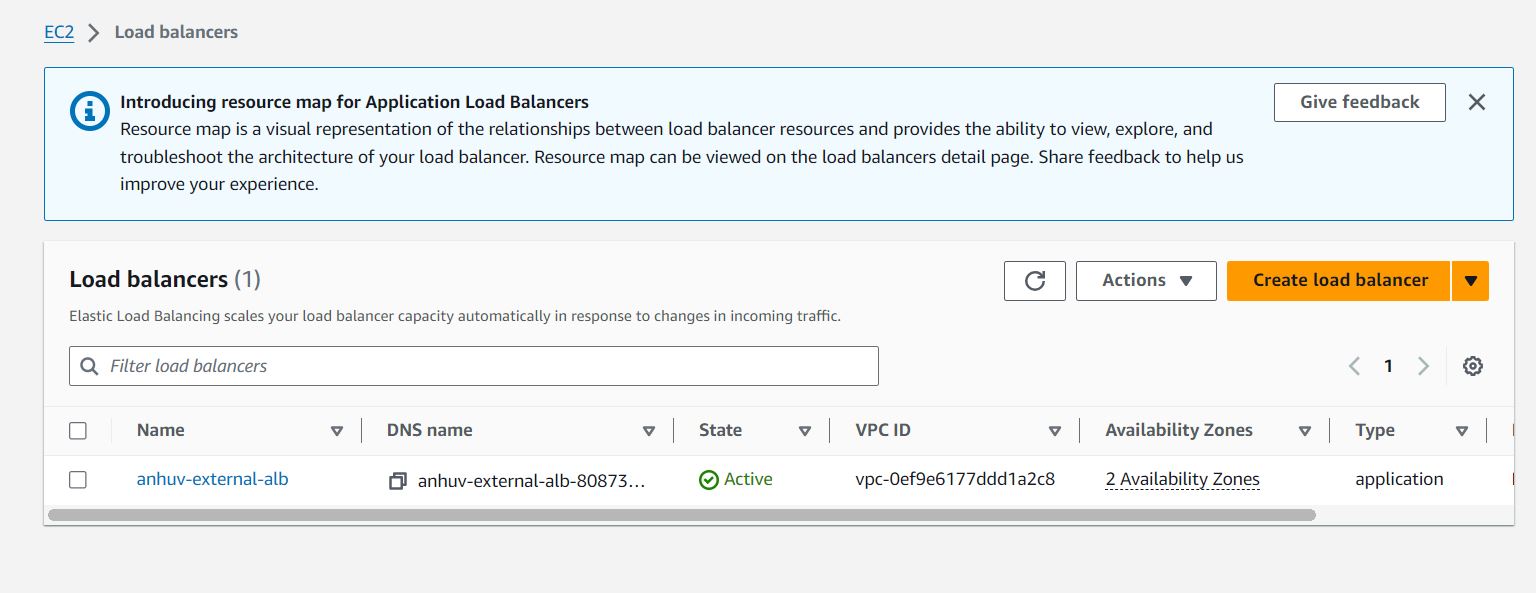 EC2 > Load balancers
Introducing resource map for Application Load Balancers
Give feedback
Resource map is a visual representation of the relationships between load balancer resources and provides the ability to view, explore, and
troubleshoot the architecture of your load balancer. Resource map can be viewed on the load balancers detail page. Share feedback to help us
improve your experience.
Load balancers (1)
Actions
Create load balancer
Elastic Load Balancing scales your load balancer capacity automatically in response to changes in incoming traffic.
Filter load balancers
1
Name DNS name State VPC ID Availability Zones Type
anhuv-external-alb anhuv-external-alb-80873... Active vpc-0ef9e6177ddd1a2c8 2 Availability Zones application